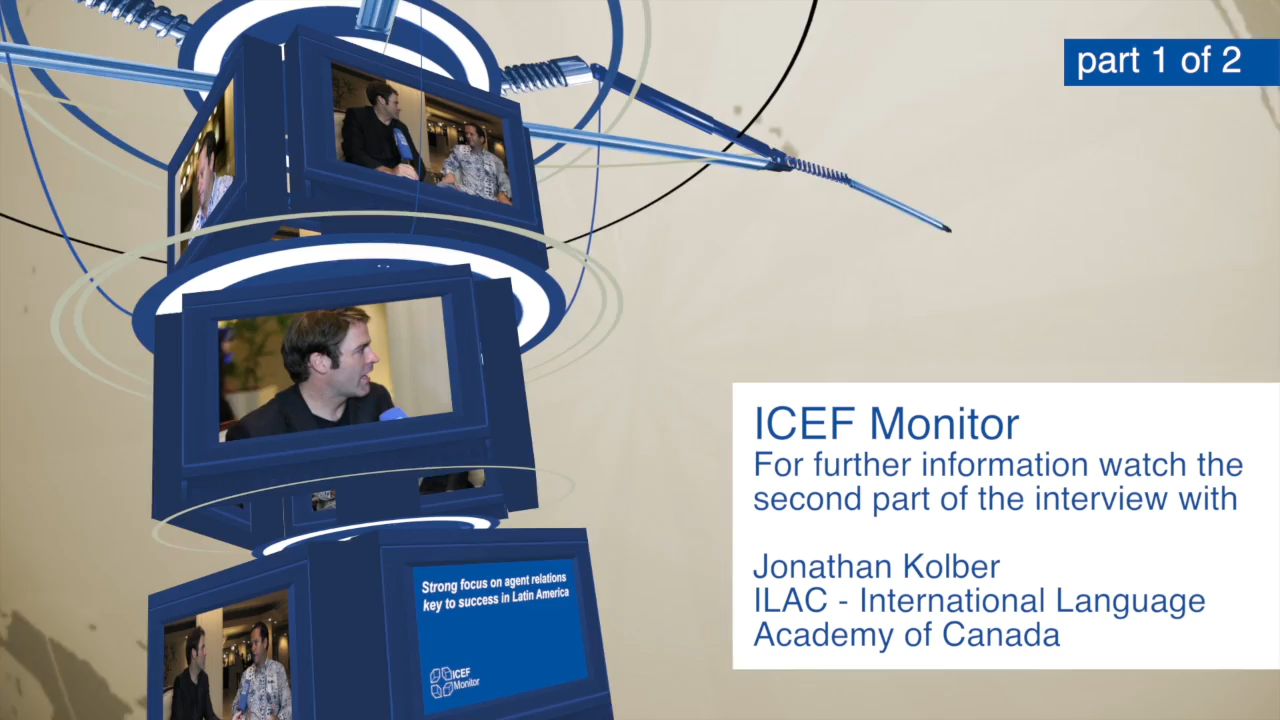 part 1 of 2
ICEF Monitor
For further information watch the
second part of the interview with
Jonathan Kolber
ILAC - International Language
Academy of Canada
Strong focus on agent relations
key to success in Latin America
ICEF
Monitor